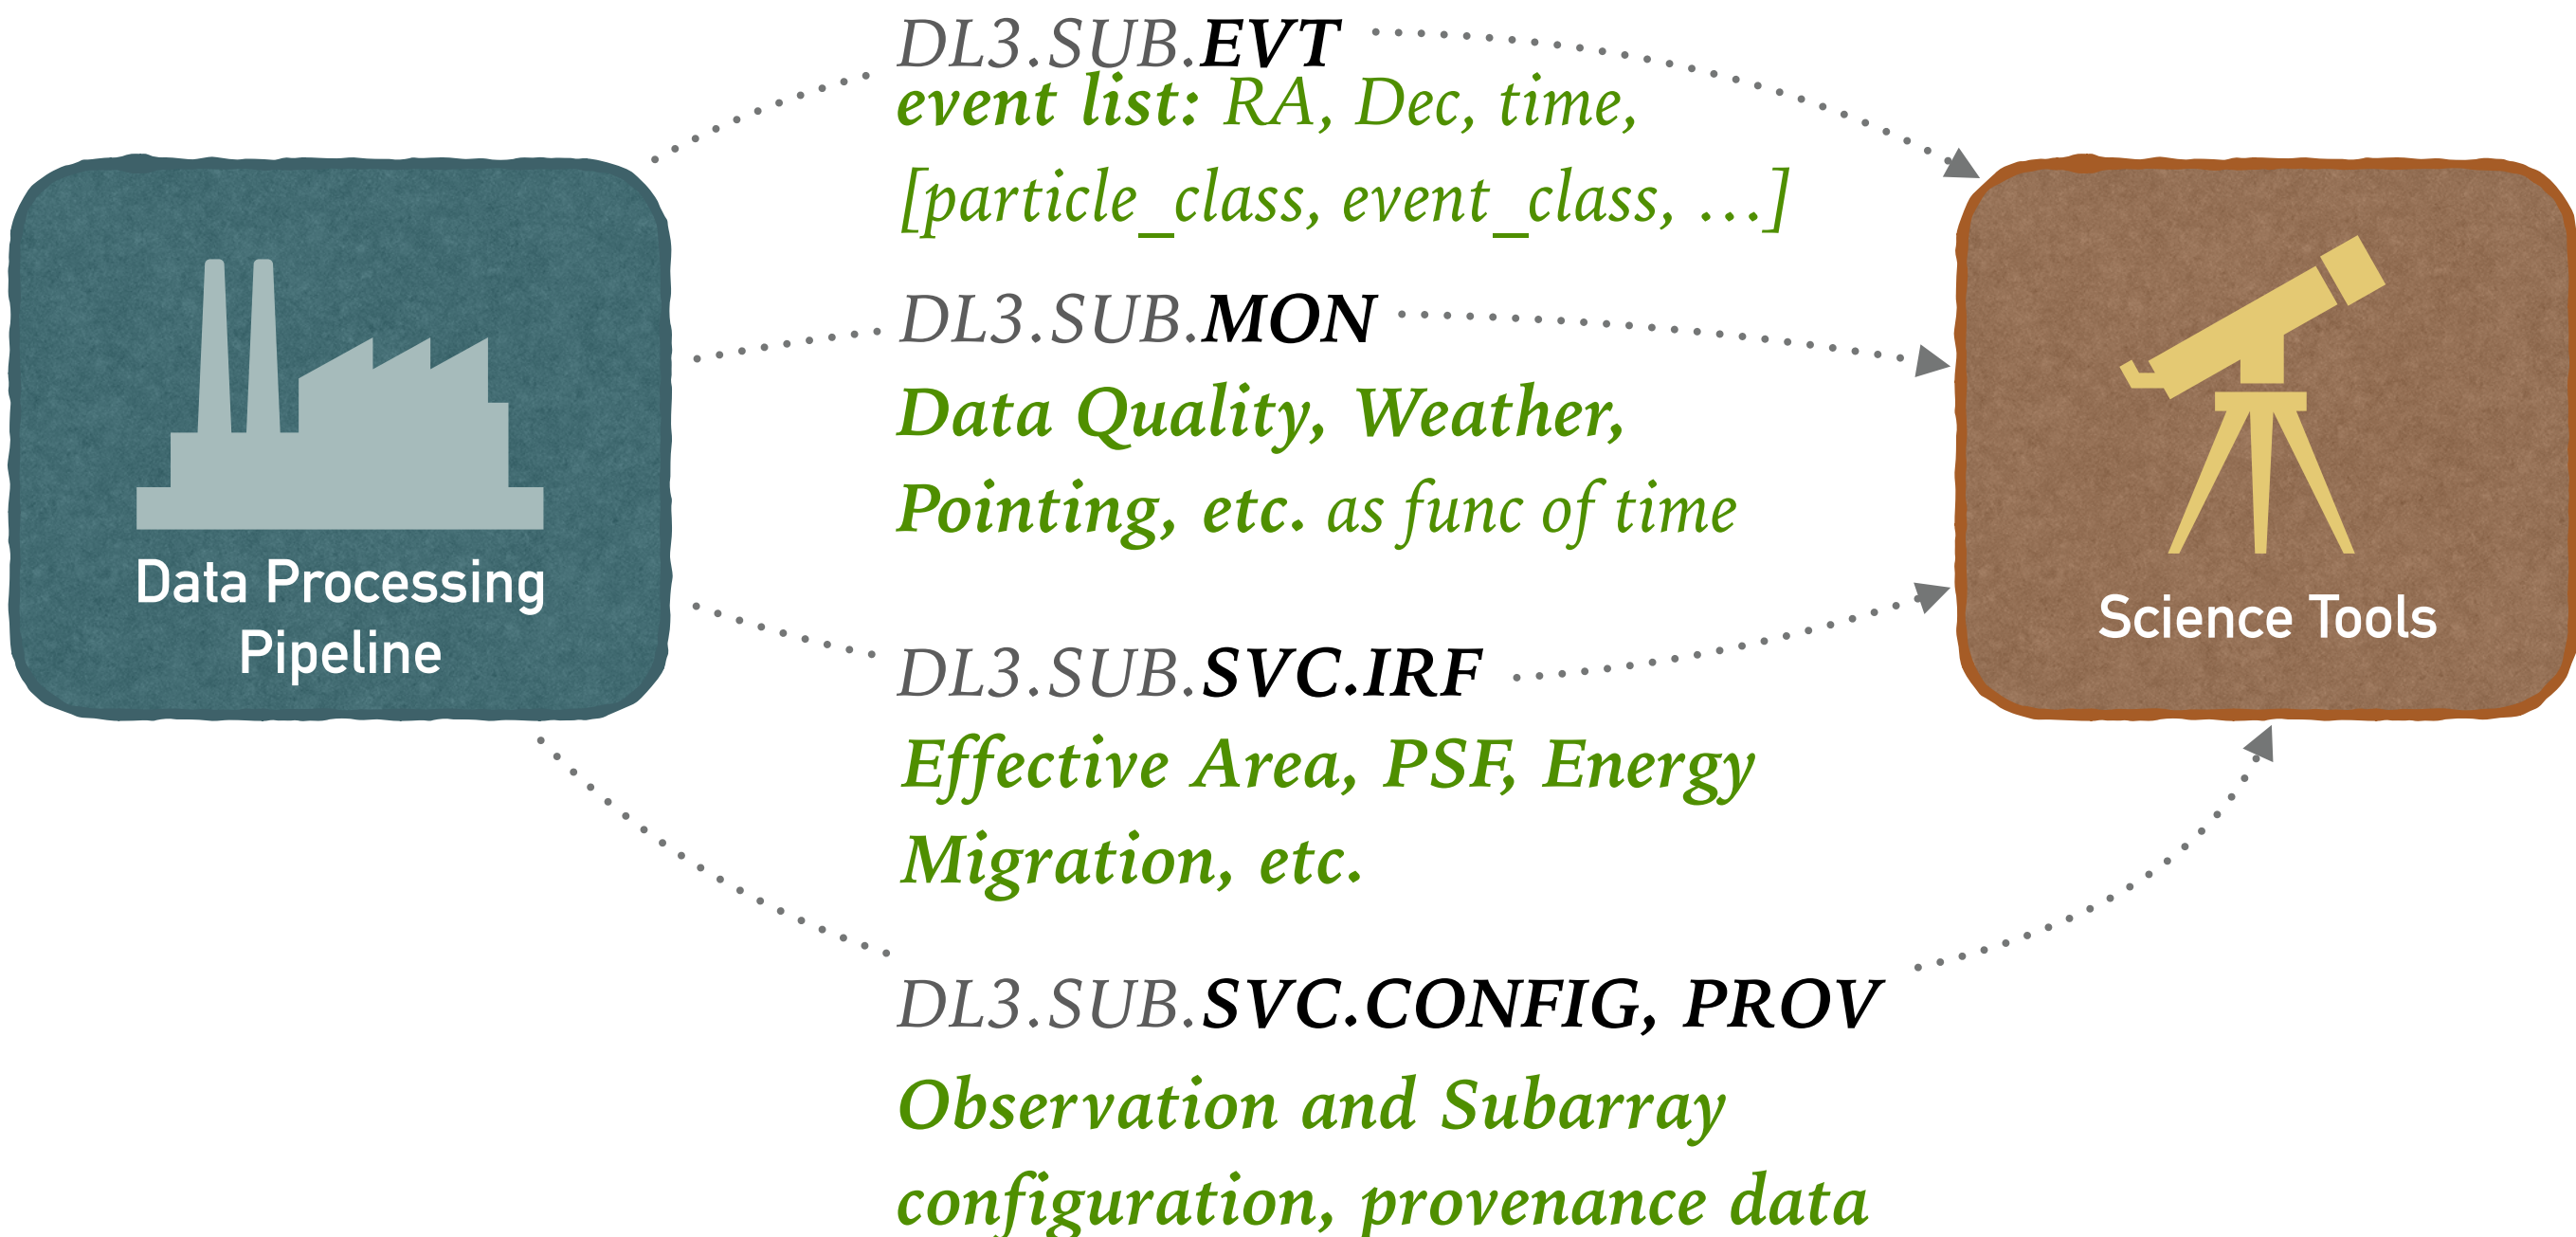 DL3.SUB.EVT
event list: RA, Dec, time,
[particle_class, event_class, …]
DL3.SUB.MON
Data Quality, Weather,
Pointing, etc. as func of time
Data Processing
Pipeline
Science Tools
DL3.SUB.SVC.IRF
Effective Area, PSF, Energy
Migration, etc.
DL3.SUB.SVC.CONFIG, PROV
Observation and Subarray
configuration, provenance data